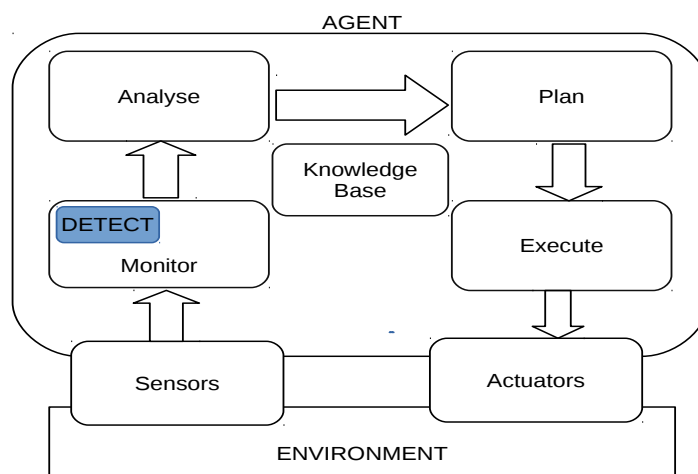 AGENT
Analyse
Plan
Knowledge
Base
DETECT
Monitor
Execute
Sensors
Actuators
ENVIRONMENT